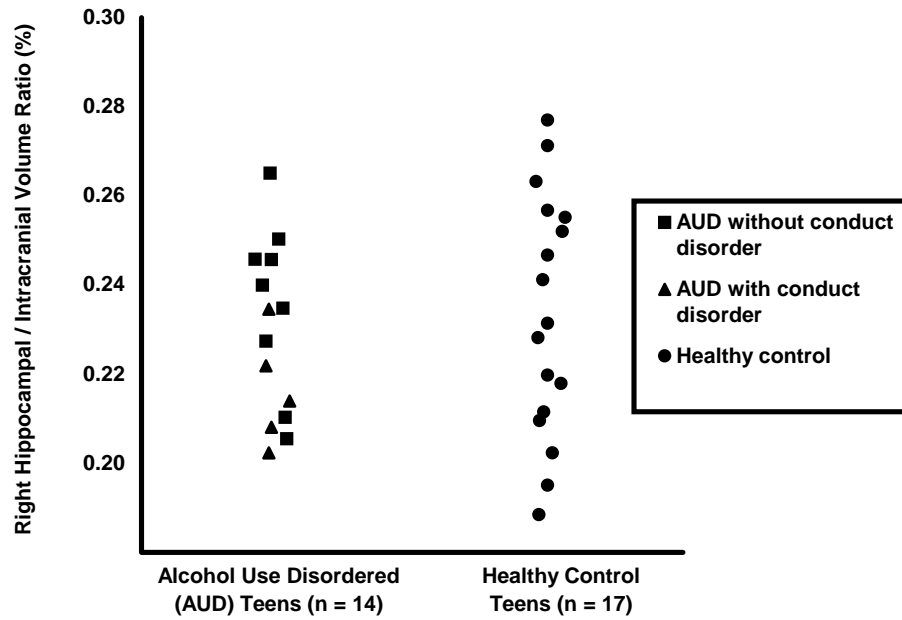 Right Hippocampal / Intracranial Volume Ratio (%)
0.30
0.28
0.26
0.24
0.22
0.20
Alcohol Use Disordered
(AUD) Teens (n = 14)
Healthy Control
Teens (n = 17)
AUD without conduct
disorder
AUD with conduct
disorder
Healthy control